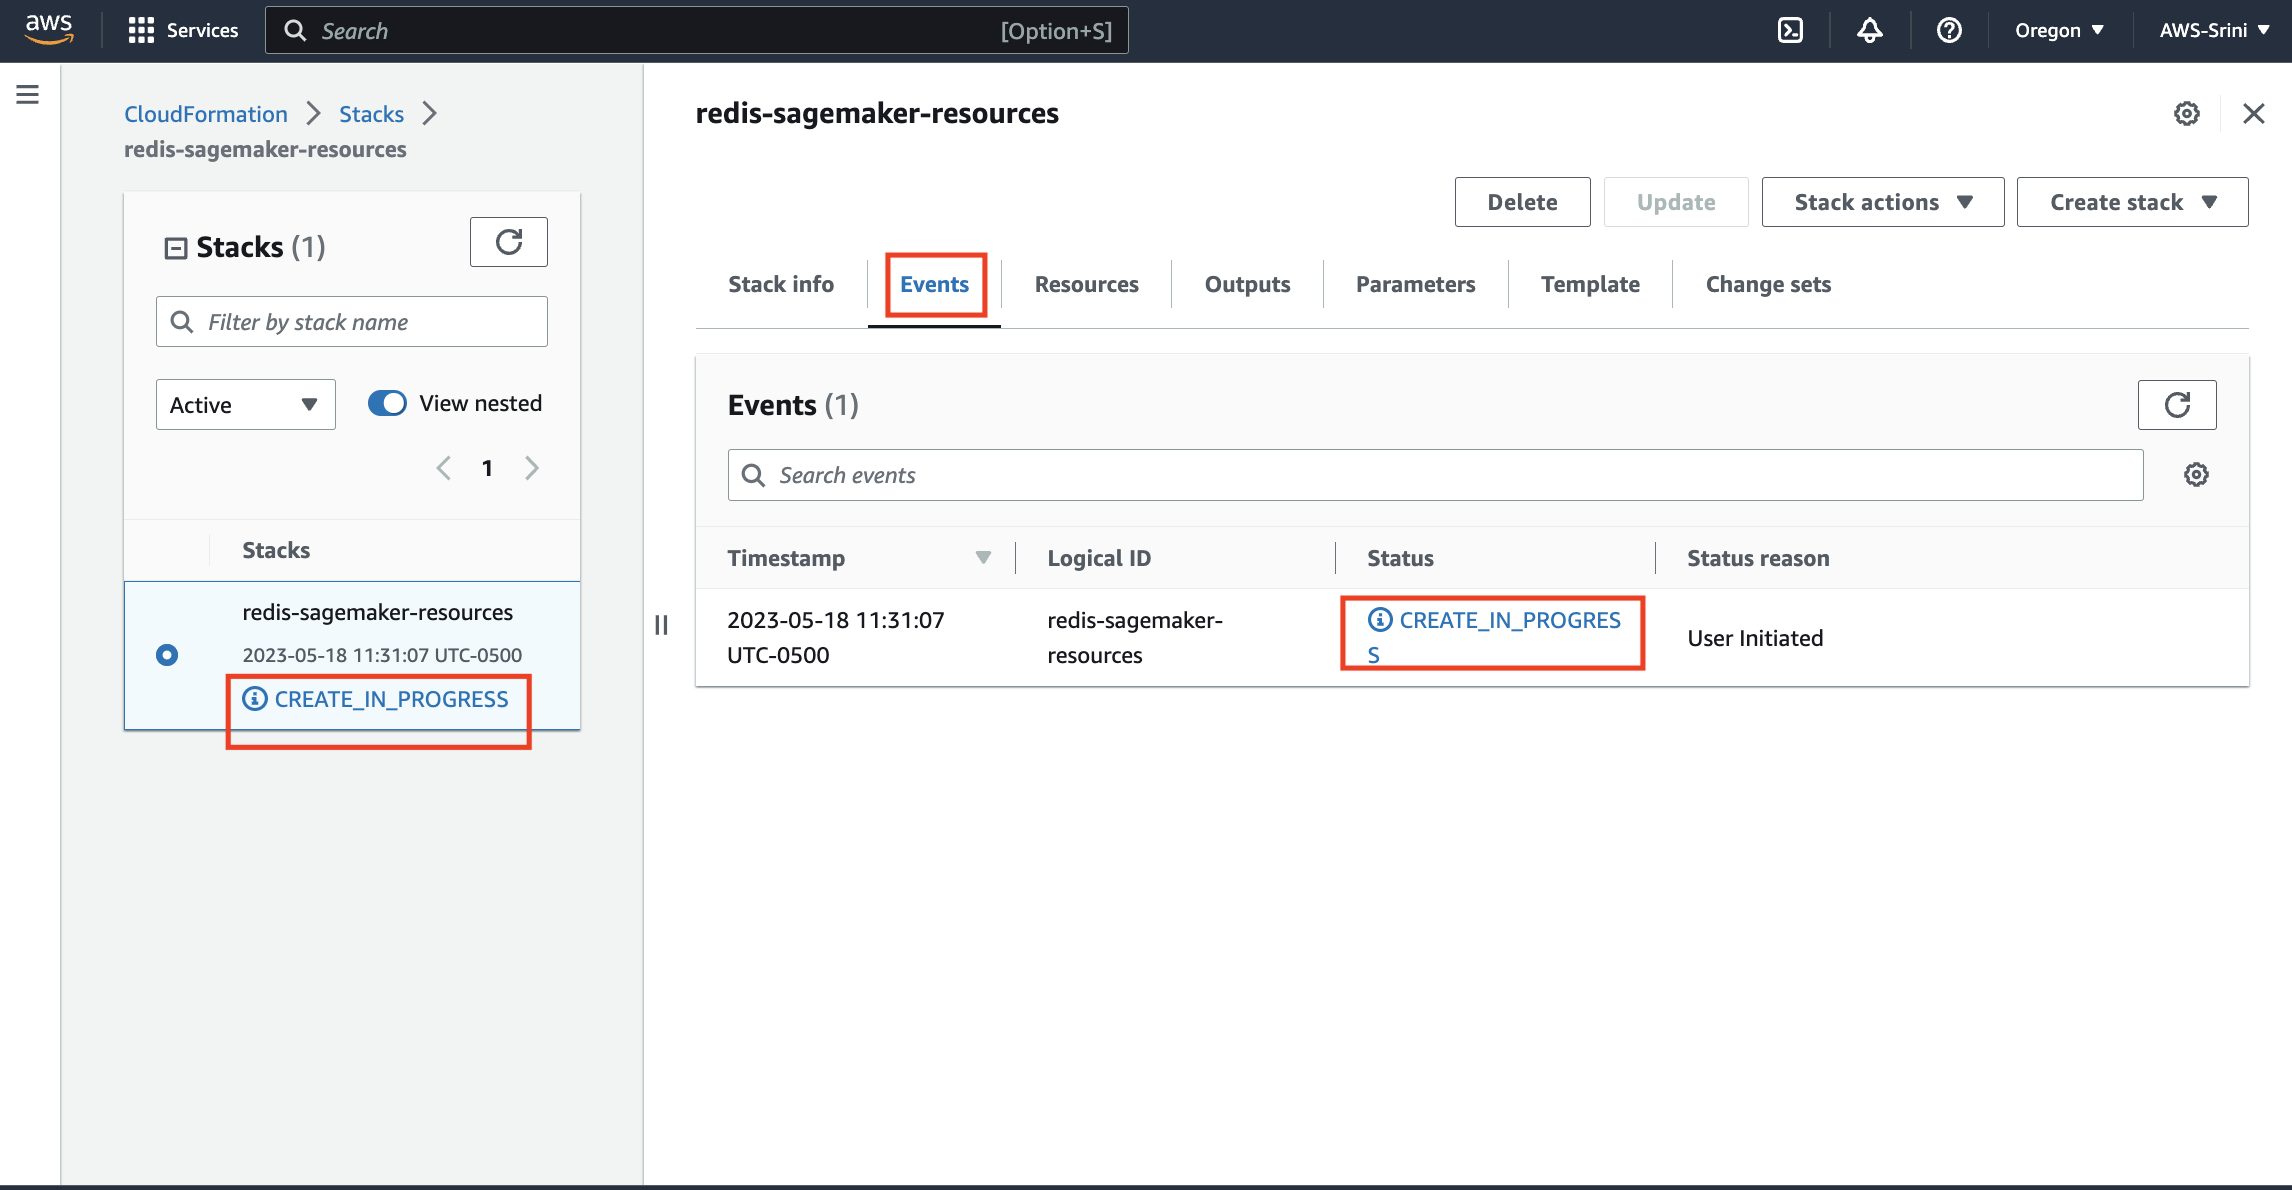 aws
Services
Search
[Option+S]
Oregon
AWS-Srini
CloudFormation
Stacks
redis-sagemaker-resources
Stacks (1)
Filter by stack name
Active
View nested
1
Stacks
redis-sagemaker-resources
2023-05-18 11:31:07 UTC-0500
CREATE_IN_PROGRESS
redis-sagemaker-resources
Delete
Update
Stack actions
Create stack
Stack info
Events
Resources
Outputs
Parameters
Template
Change sets
Events (1)
Search events
Timestamp
Logical ID
Status
Status reason
2023-05-18 11:31:07
UTC-0500
redis-sagemaker-
resources
CREATE_IN_PROGRES
S
User Initiated